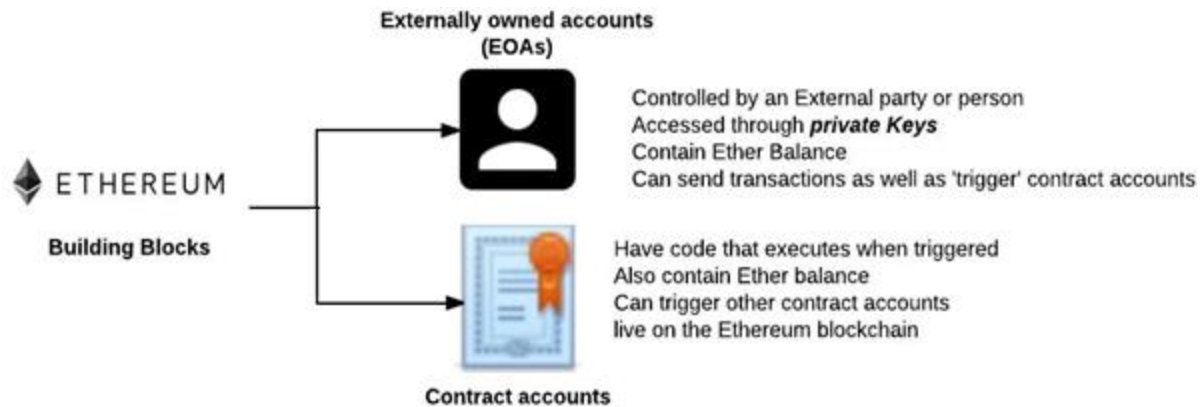 Externally owned accounts
(EOAs)
Controlled by an External party or person
Accessed through private Keys
Contain Ether Balance
Can send transactions as well as 'trigger' contract accounts
ETHEREUM
Building Blocks
Have code that executes when triggered
Also contain Ether balance
Can trigger other contract accounts
live on the Ethereum blockchain
Contract accounts